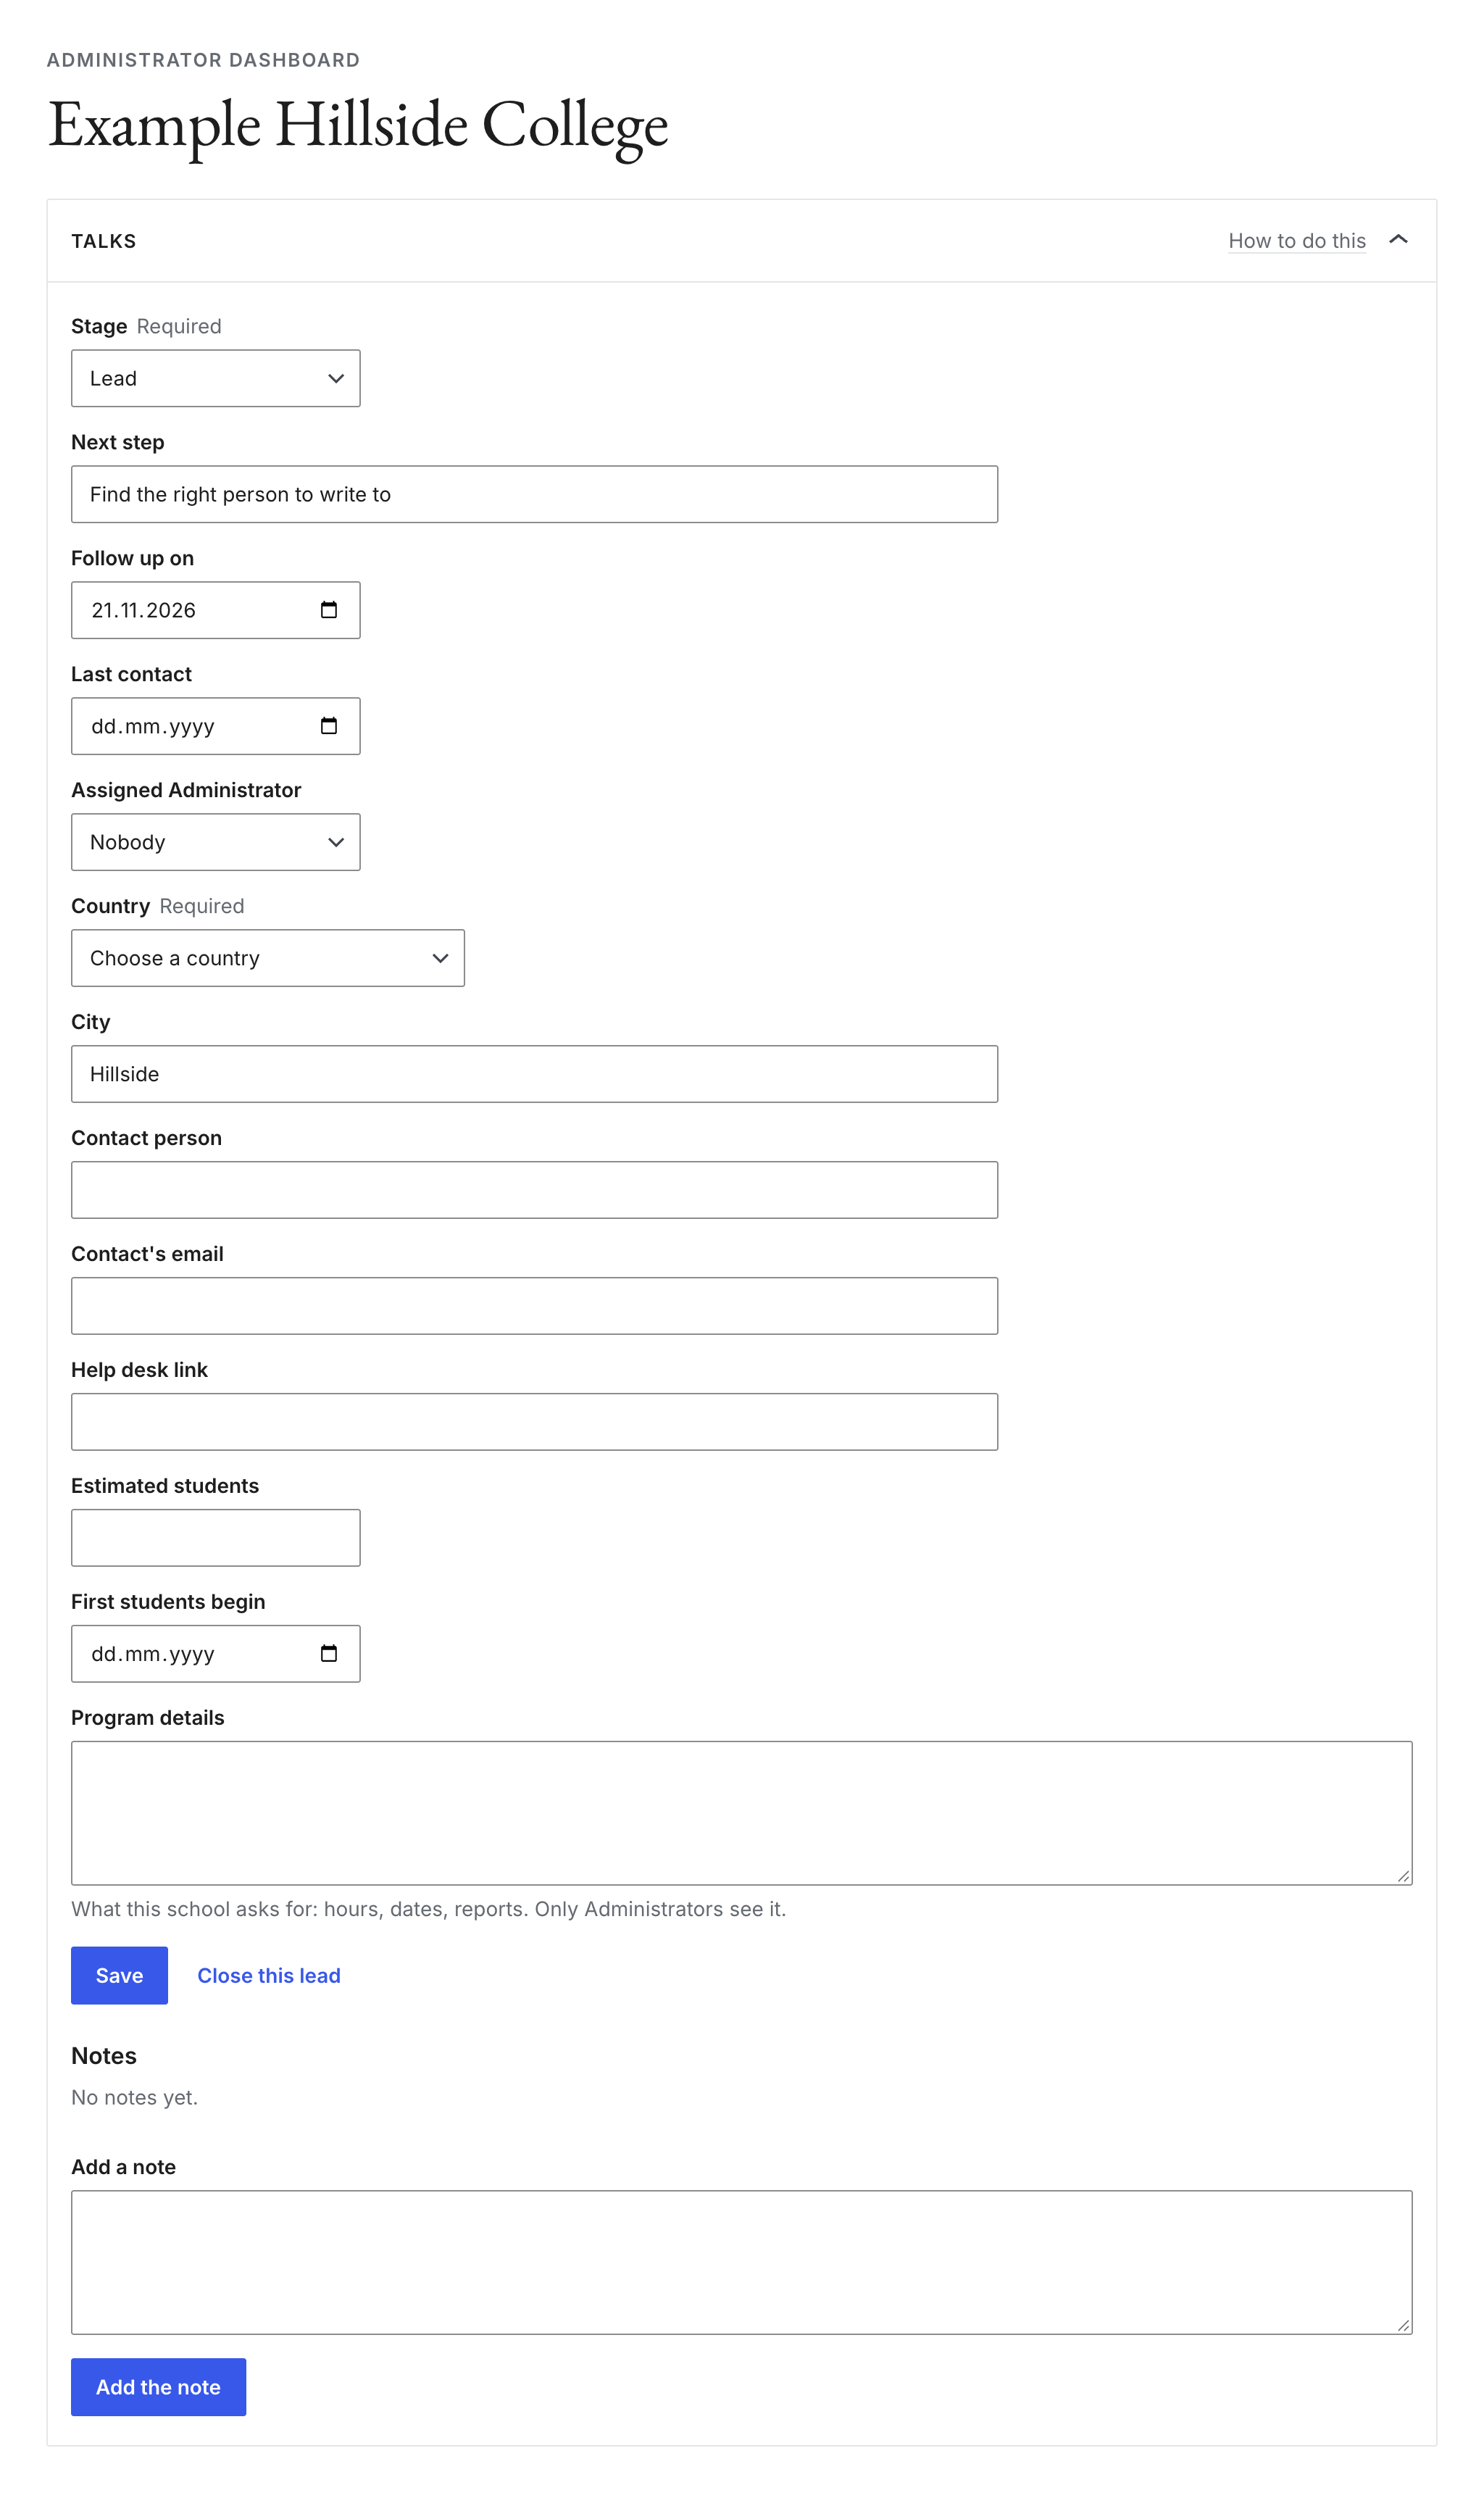 ADMINISTRATOR DASHBOARD
Example Hillside College
TALKS
How to do this
Stage Required
Lead
Next step
Find the right person to write to
Follow up on
21.11.2026
Last contact
dd.mm.yyyy
Assigned Administrator
Nobody
Country Required
Choose a country
City
Hillside
Contact person
Contact's email
Help desk link
Estimated students
First students begin
dd.mm.yyyy
Program details
What this school asks for: hours, dates, reports. Only Administrators see it.
Save
Close this lead
Notes
No notes yet.
Add a note
Add the note